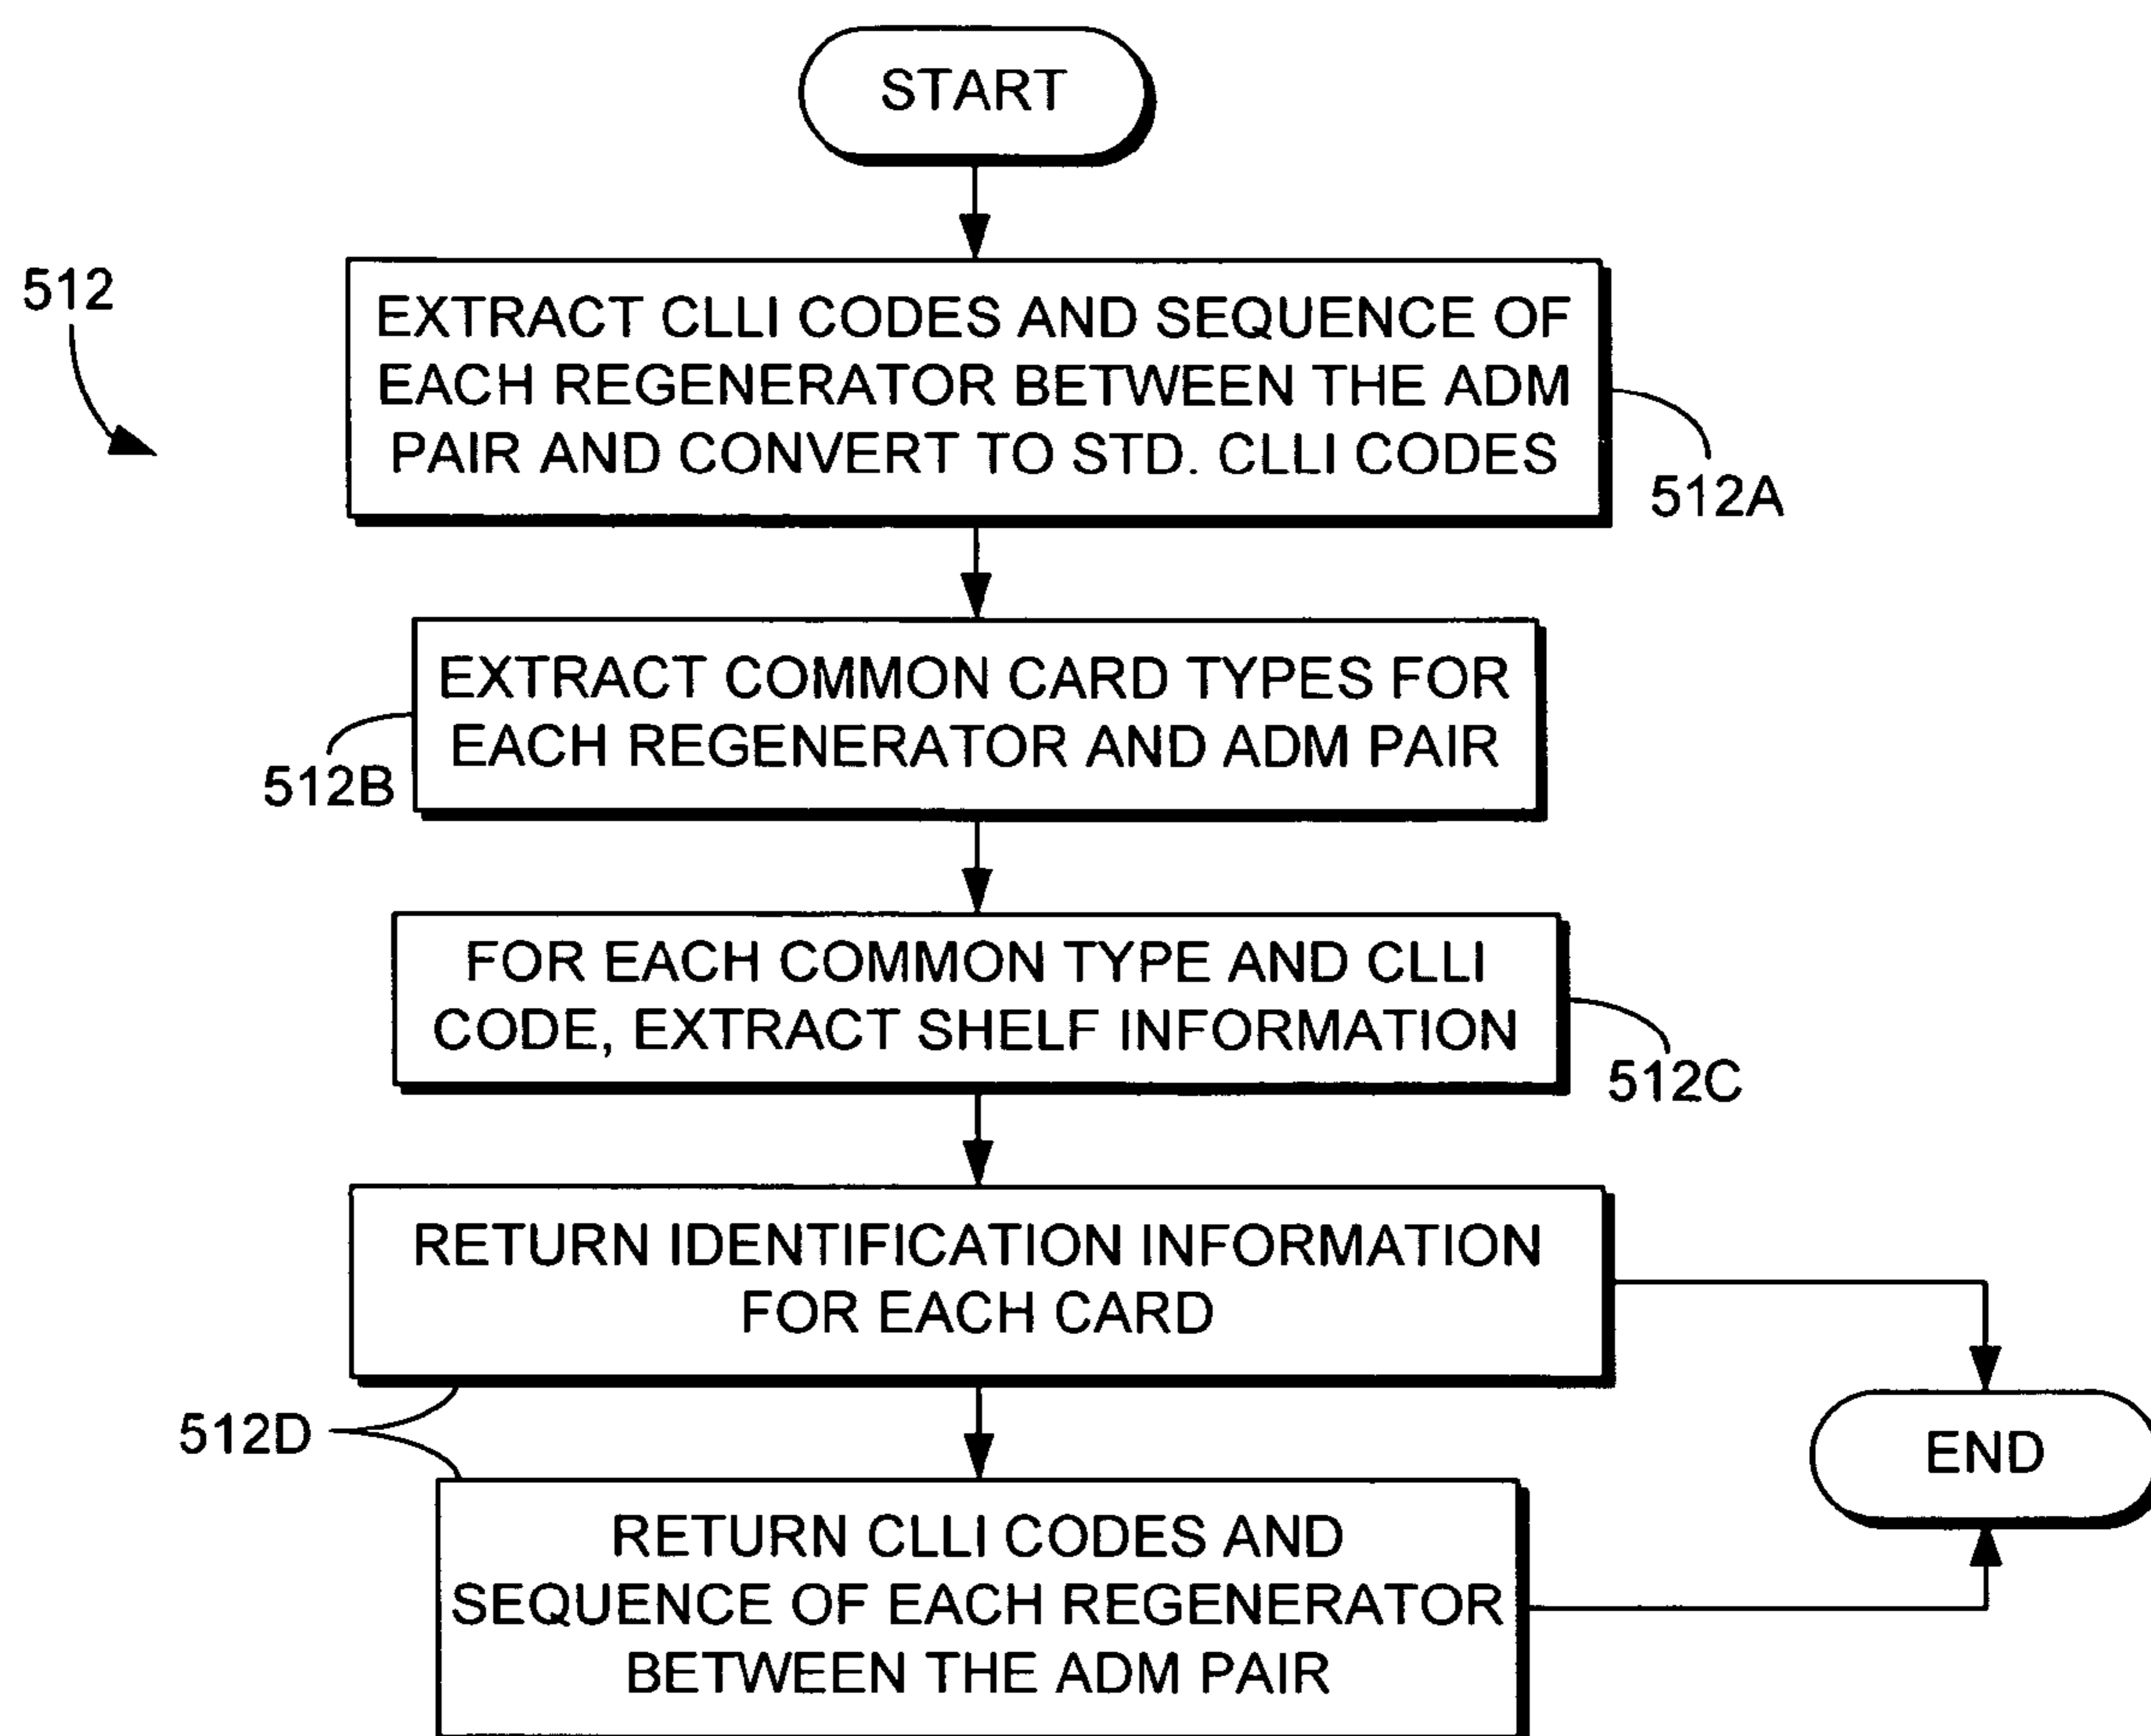 START
512
EXTRACT CLLI CODES AND SEQUENCE OF
EACH REGENERATOR BETWEEN THE ADM
PAIR AND CONVERT TO STD. CLLI CODES
512A
EXTRACT COMMON CARD TYPES FOR
EACH REGENERATOR AND ADM PAIR
512B
FOR EACH COMMON TYPE AND CLLI
CODE, EXTRACT SHELF INFORMATION
512C
RETURN IDENTIFICATION INFORMATION
FOR EACH CARD
512D
END
RETURN CLLI CODES AND
SEQUENCE OF EACH REGENERATOR
BETWEEN THE ADM PAIR